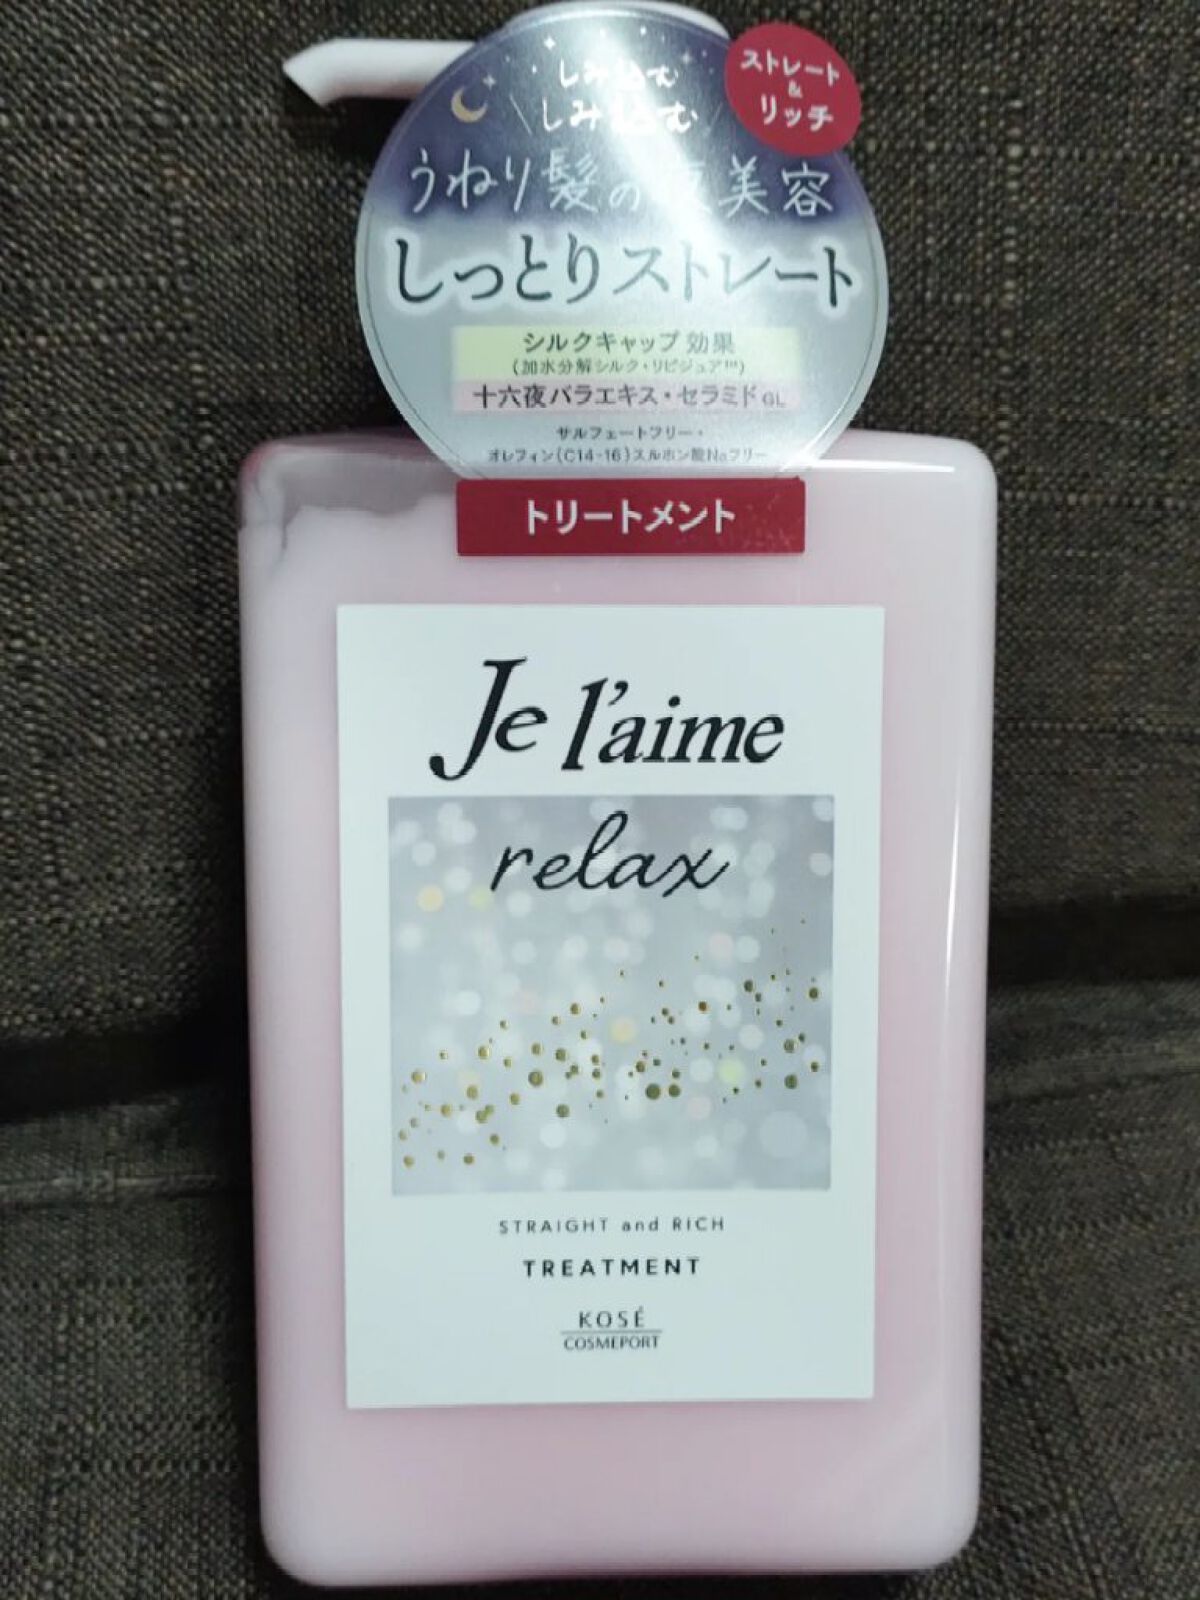 しみ込む
しみ込む
ストレート
&
リッチ
うねり髪の夜美容
しっとりストレート
シルクキャップ効果
(加水分解シルク・リピジュア™)
十六夜バラエキス・セラミドGL
サルフェートフリー・
オレフィン(C14-16)スルホン酸Naフリー
トリートメント
Je l'aime
relax
STRAIGHT and RICH
TREATMENT
KOSÉ
COSMEPORT